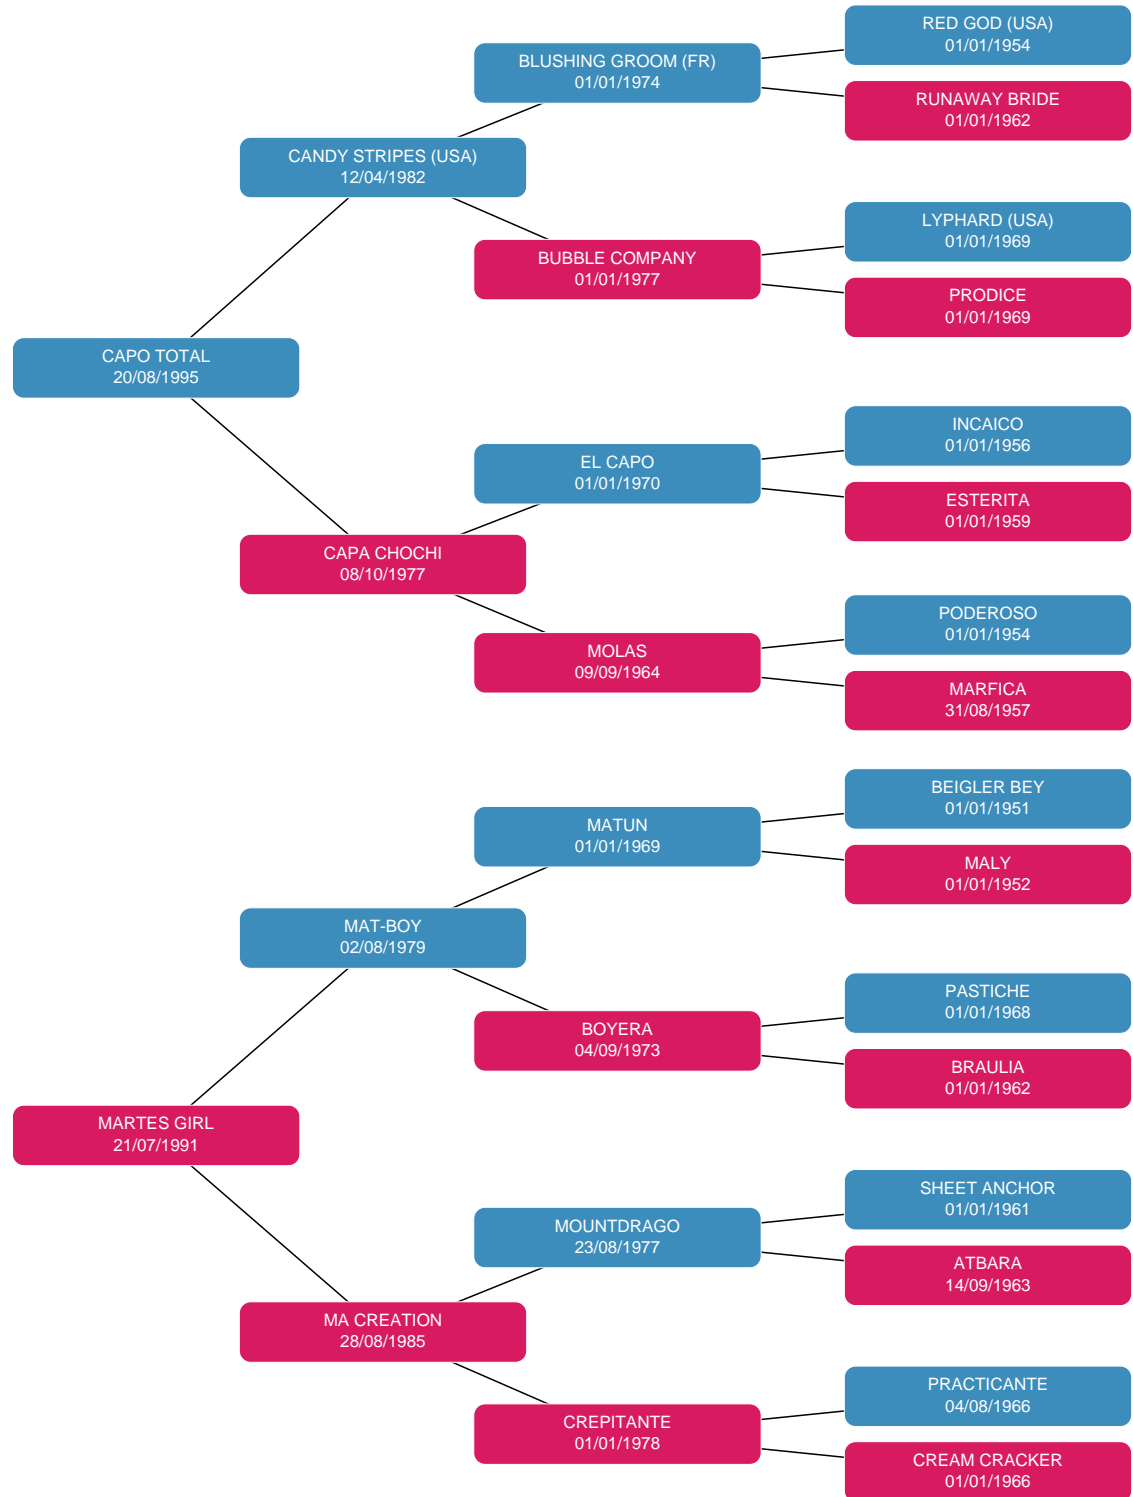 RED GOD (USA)
01/01/1954
BLUSHING GROOM (FR)
01/01/1974
RUNAWAY BRIDE
01/01/1962
CANDY STRIPES (USA)
12/04/1982
LYPHARD (USA)
01/01/1969
BUBBLE COMPANY
01/01/1977
PRODICE
01/01/1969
CAPO TOTAL
20/08/1995
INCAICO
01/01/1956
EL CAPO
01/01/1970
ESTERITA
01/01/1959
CAPA CHOCHI
08/10/1977
PODEROSO
01/01/1954
MOLAS
09/09/1964
MARFICA
31/08/1957
BEIGLER BEY
01/01/1951
MATUN
01/01/1969
MALY
01/01/1952
MAT-BOY
02/08/1979
PASTICHE
01/01/1968
BOYERA
04/09/1973
BRAULIA
01/01/1962
MARTES GIRL
21/07/1991
SHEET ANCHOR
01/01/1961
MOUNTDRAGO
23/08/1977
ATBARA
14/09/1963
MA CREATION
28/08/1985
PRACTICANTE
04/08/1966
CREPITANTE
01/01/1978
CREAM CRACKER
01/01/1966